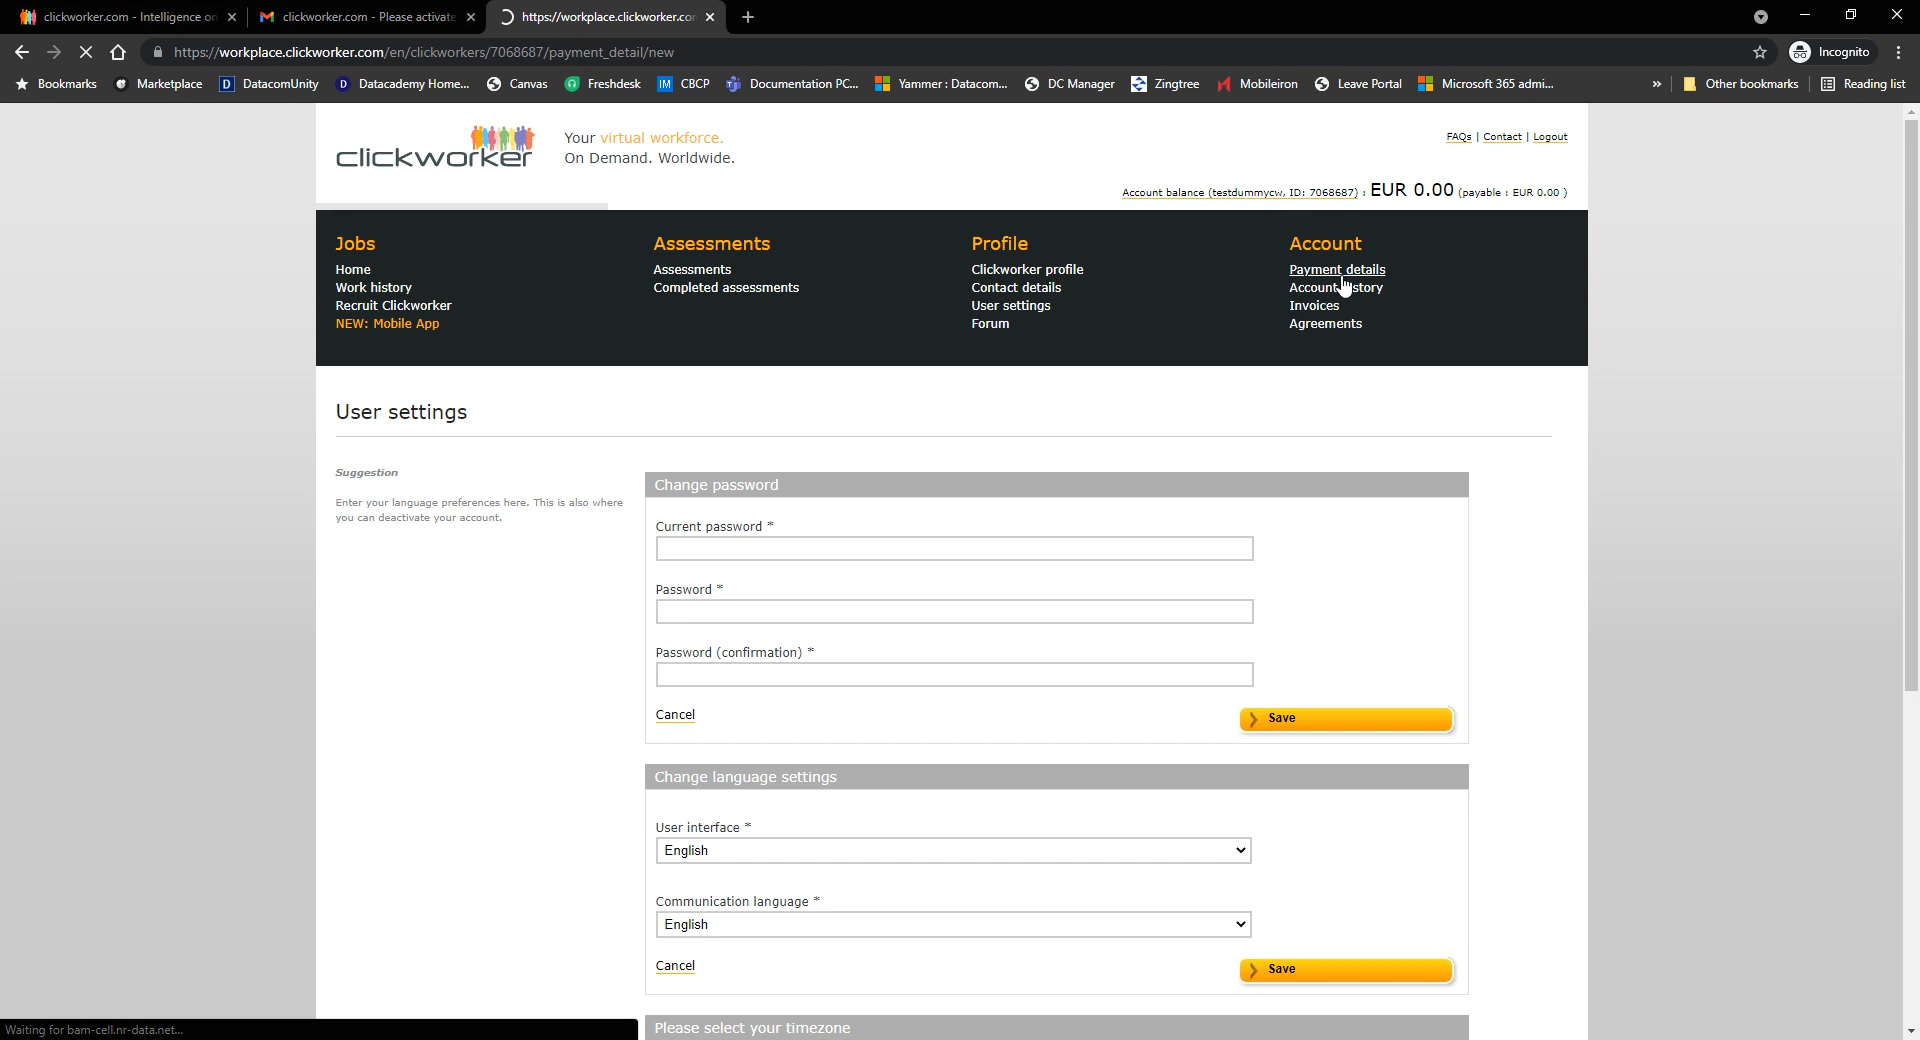 clickworker.com - Intelligence on
clickworker.com - Please activate
https://workplace.clickworker.com
https://workplace.clickworker.com/en/clickworkers/7068687/payment_detail/new
Incognito
Bookmarks
Marketplace
DatacomUnity
Datacademy Home...
Canvas
Freshdesk
CBCP
Documentation PC...
Yammer : Datacom...
DC Manager
Zingtree
Mobileiron
Leave Portal
Microsoft 365 admi...
»
Other bookmarks
Reading list
clickworker
Your virtual workforce.
On Demand. Worldwide.
FAQs | Contact | Logout
Account balance (testdummycw, ID: 7068687) : EUR 0.00 (payable : EUR 0.00 )
Jobs
Home
Work history
Recruit Clickworker
NEW: Mobile App
Assessments
Assessments
Completed assessments
Profile
Clickworker profile
Contact details
User settings
Forum
Account
Payment details
Account story
Invoices
Agreements
User settings
Suggestion
Enter your language preferences here. This is also where
you can deactivate your account.
Change password
Current password *
Password *
Password (confirmation) *
Cancel
Save
Change language settings
User interface *
English
Communication language *
English
Cancel
Save
Please select your timezone
Waiting for bam-cell.nr-data.net...